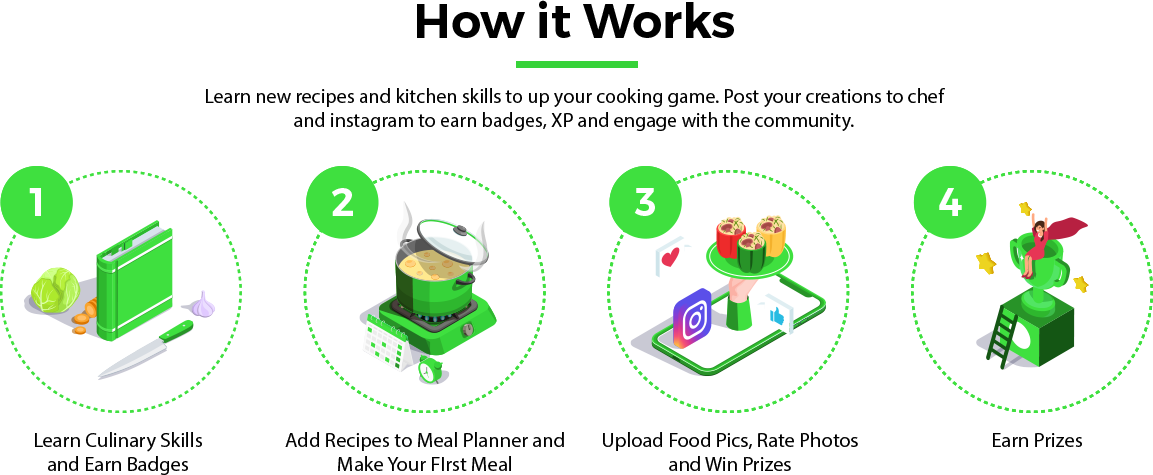 How it Works
Learn new recipes and kitchen skills to up your cooking game. Post your creations to chef
and instagram to earn badges, XP and engage with the community.
1
2
3
4
Learn Culinary Skills
and Earn Badges
Add Recipes to Meal Planner and
Make Your FIrst Meal
Upload Food Pics, Rate Photos
and Win Prizes
Earn Prizes